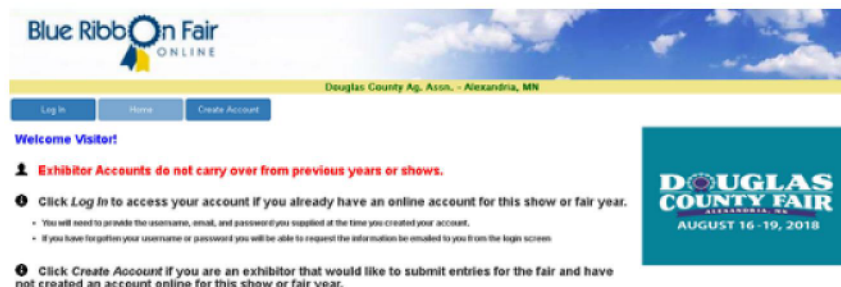 Blue Ribbon Fair
ONLINE
Douglas County Ag. Assn. - Alexandria, MN
Log In Home Create Account
Welcome Visitor!
Exhibitor Accounts do not carry over from previous years or shows.
Click Log In to access your account if you already have an online account for this show or fair year.
• You will need to provide the username, email, and password you supplied at the time you created your account.
• If you have forgotten your username or password you will be able to request the information be emailed to you from the login screen
DOUGLAS
COUNTY FAIR
ALEXANDRIA, MN
AUGUST 16-19, 2018
Click Create Account if you are an exhibitor that would like to submit entries for the fair and have
not created an account online for this show or fair year.